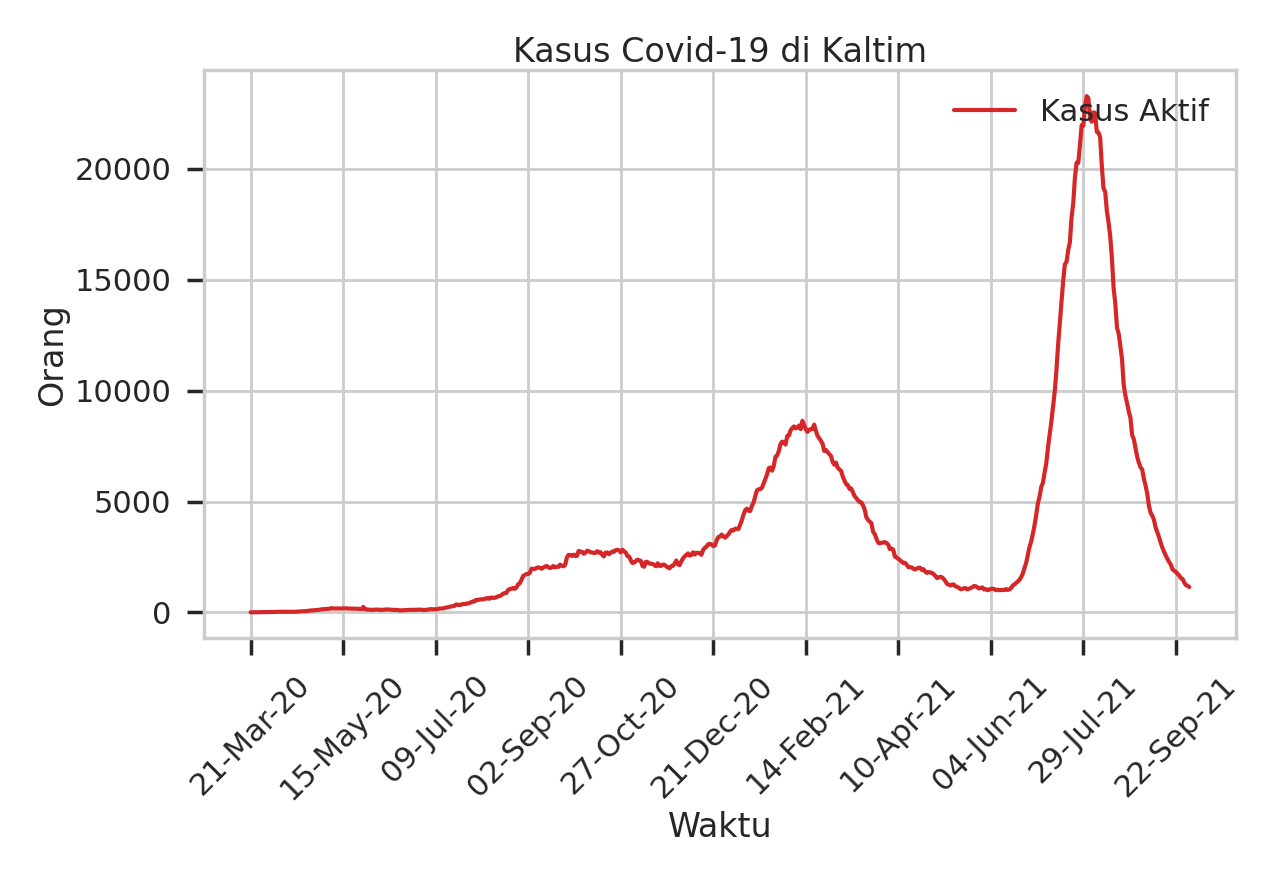 Kasus Covid-19 di Kaltim
Kasus Aktif
Orang
20000
15000
10000
5000
0
21-Mar-20
15-May-20
09-Jul-20
02-Sep-20
27-Oct-20
21-Dec-20
14-Feb-21
10-Apr-21
04-Jun-21
29-Jul-21
22-Sep-21
Waktu